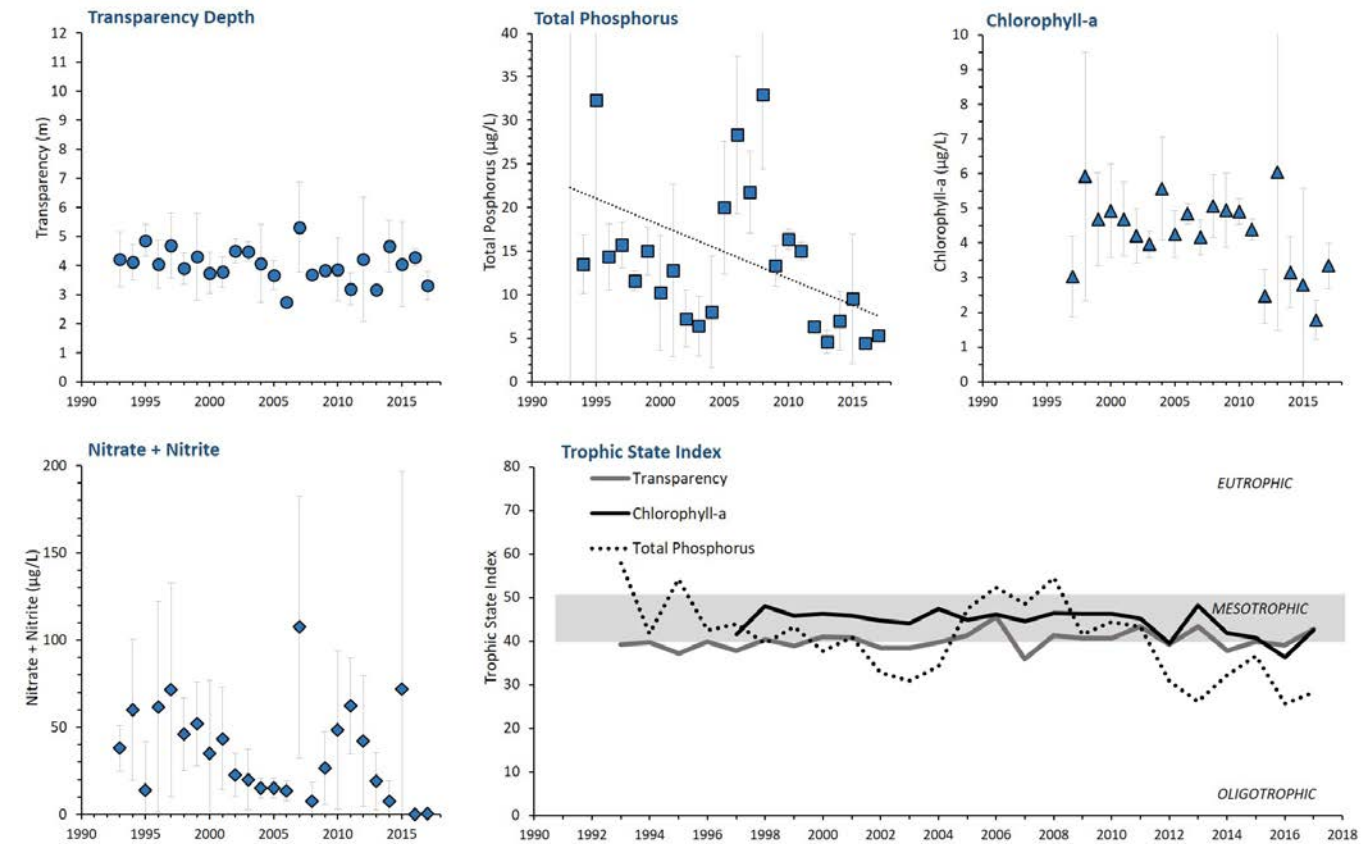 Transparency Depth
12
11
10
9
8
7
6
5
4
3
2
1
0
Transparency (m)
1990 1995 2000 2005 2010 2015
Total Phosphorus
40
35
30
25
20
15
10
5
0
Total Posphorus (µg/L)
1990 1995 2000 2005 2010 2015
Chlorophyll-a
10
9
8
7
6
5
4
3
2
1
0
Chlorophyll-a (µg/L)
1990 1995 2000 2005 2010 2015
Nitrate + Nitrite
200
150
100
50
0
Nitrate + Nitrite (µg/L)
1990 1995 2000 2005 2010 2015
Trophic State Index
80
70
60
50
40
30
20
10
0
Trophic State Index
Transparency
Chlorophyll-a
Total Phosphorus
EUTROPHIC
MESOTROPHIC
OLIGOTROPHIC
1990 1992 1994 1996 1998 2000 2002 2004 2006 2008 2010 2012 2014 2016 2018